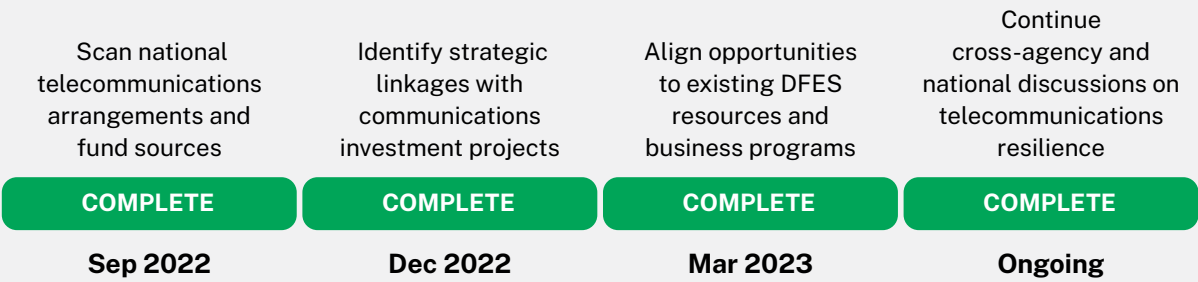 Scan national
telecommunications
arrangements and
fund sources
COMPLETE
Sep 2022
Identify strategic
linkages with
communications
investment projects
COMPLETE
Dec 2022
Align opportunities
to existing DFES
resources and
business programs
COMPLETE
Mar 2023
Continue
cross-agency and
national discussions on
telecommunications
resilience
COMPLETE
Ongoing